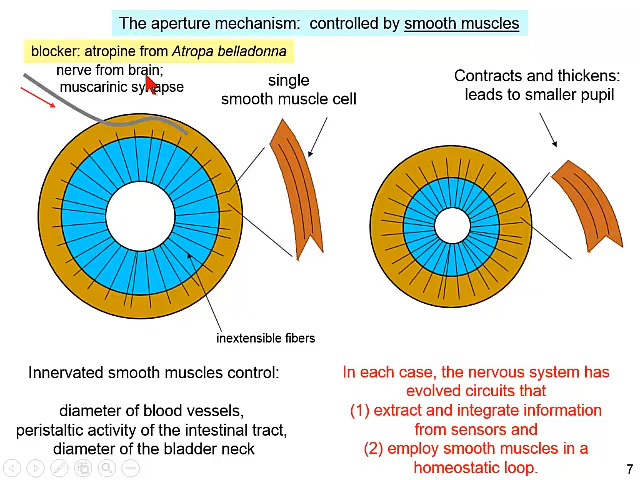 The aperture mechanism: controlled by smooth muscles
blocker: atropine from Atropa belladonna
nerve from brain;
muscarinic synapse
single
smooth muscle cell
Contracts and thickens:
leads to smaller pupil
inextensible fibers
Innervated smooth muscles control:
diameter of blood vessels,
peristaltic activity of the intestinal tract,
diameter of the bladder neck
In each case, the nervous system has
evolved circuits that
(1) extract and integrate information
from sensors and
(2) employ smooth muscles in a
homeostatic loop.
7